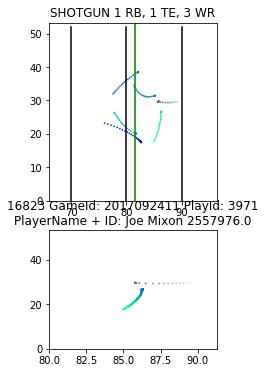 SHOTGUN 1 RB, 1 TE, 3 WR
50
40
30
20
10
0
70 80 90
16823 GameId: 2017092411 PlayId: 3971
PlayerName + ID: Joe Mixon 2557976.0
40
20
0
80.0 82.5 85.0 87.5 90.0